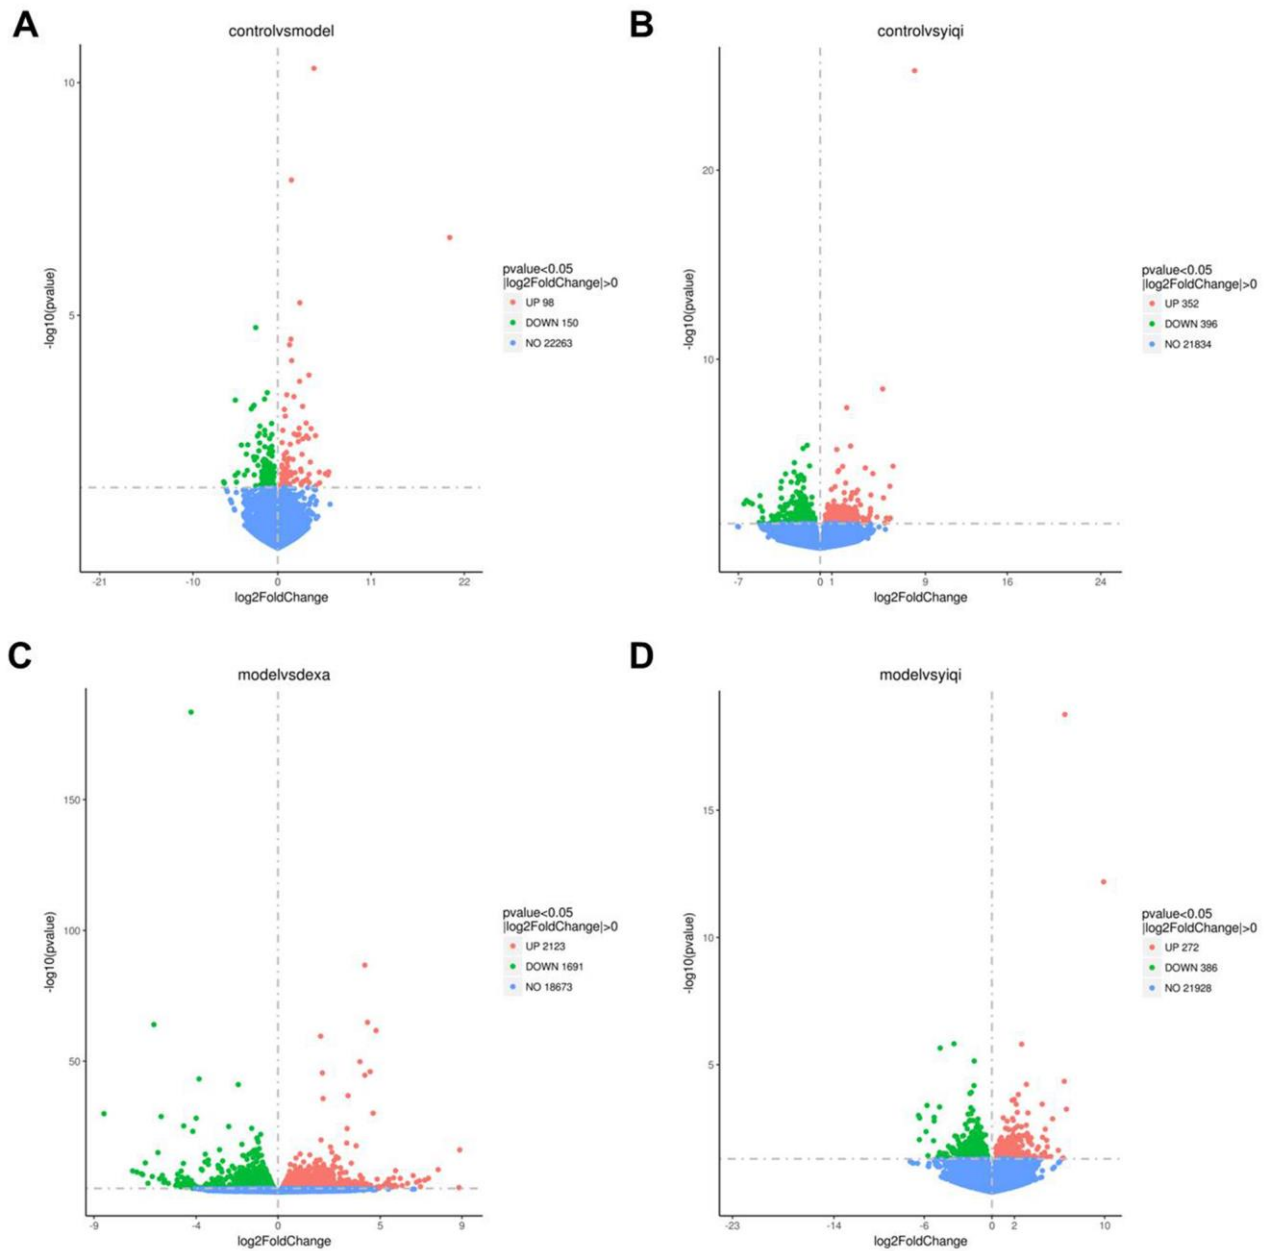 A
controlvsmodel
10
5
-log10(pvalue)
-21 -10 0 11 22
log2FoldChange
pvalue<0.05
|log2FoldChange|>0
UP 98
DOWN 150
NO 22263
B
controlvsyiqi
20
10
-log10(pvalue)
-7 0 1 9 16 24
log2FoldChange
pvalue<0.05
|log2FoldChange|>0
UP 352
DOWN 396
NO 21834
C
modelvsdexa
150
100
50
-log10(pvalue)
-9 -4 0 5 9
log2FoldChange
pvalue<0.05
|log2FoldChange|>0
UP 2123
DOWN 1691
NO 18673
D
modelvsyiqi
15
10
5
-log10(pvalue)
-23 -14 -6 0 2 10
log2FoldChange
pvalue<0.05
|log2FoldChange|>0
UP 272
DOWN 386
NO 21928